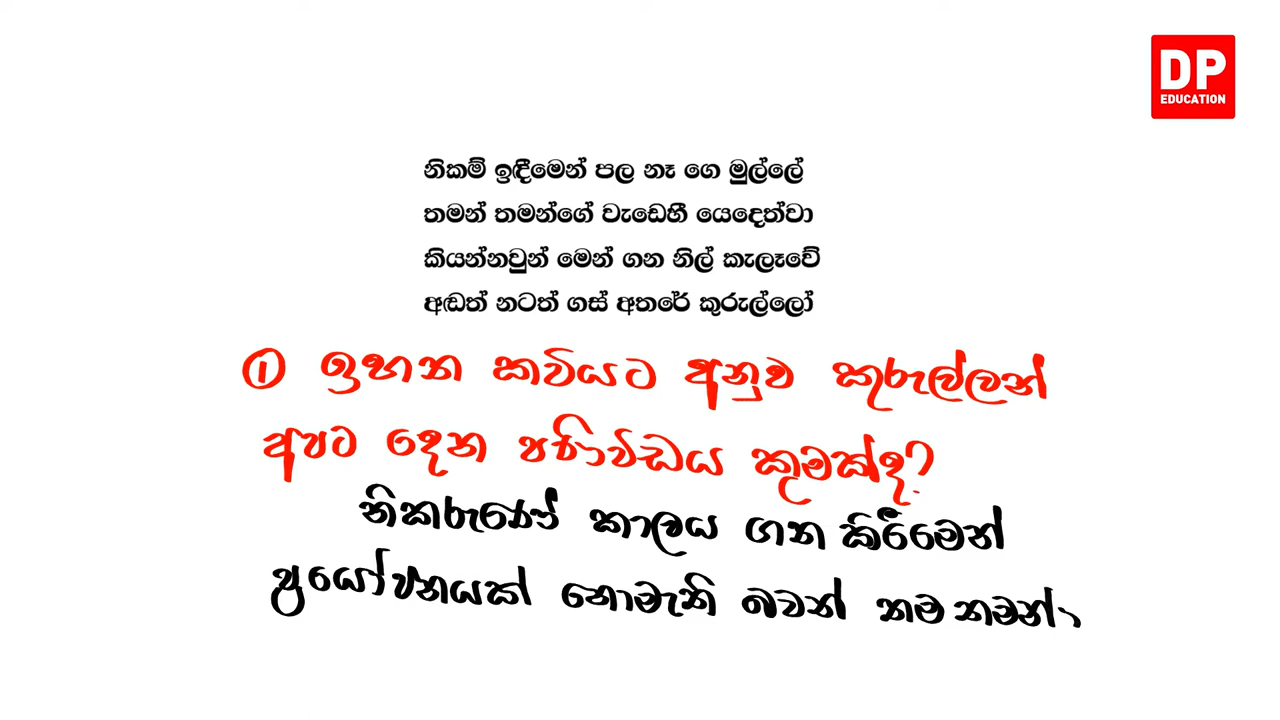 DP
EDUCATION
නිකම් ඉඳීමෙන් පල නෑ ගෙ මුල්ලේ
තමන් තමන්ගේ වැඩෙහී යෙදෙත්වා
කියන්නවුන් මෙන් ගන නිල් කැලෑවේ
අඬත් නටත් ගස් අතරේ කුරුල්ලෝ
① ඉහත කවියට අනුව කුරුල්ලන්
අපට දෙන පණිවිඩය කුමක්ද?
නිකරුණේ කාලය ගත කිරීමෙන්
ප්‍රයෝජනයක් නොමැති බවත් තම තමන්